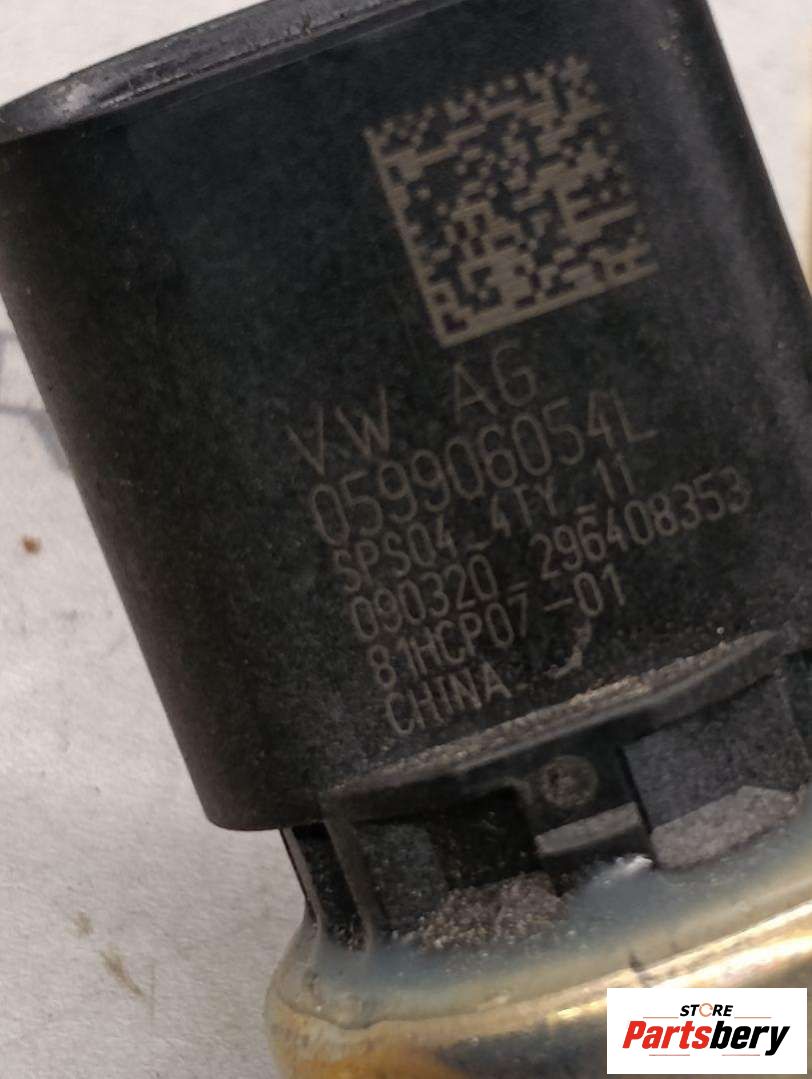 VW AG
059906054L
SPS04_4TY_11
090320_296408353
81HCP07-01
CHINA
STORE
Partsbery